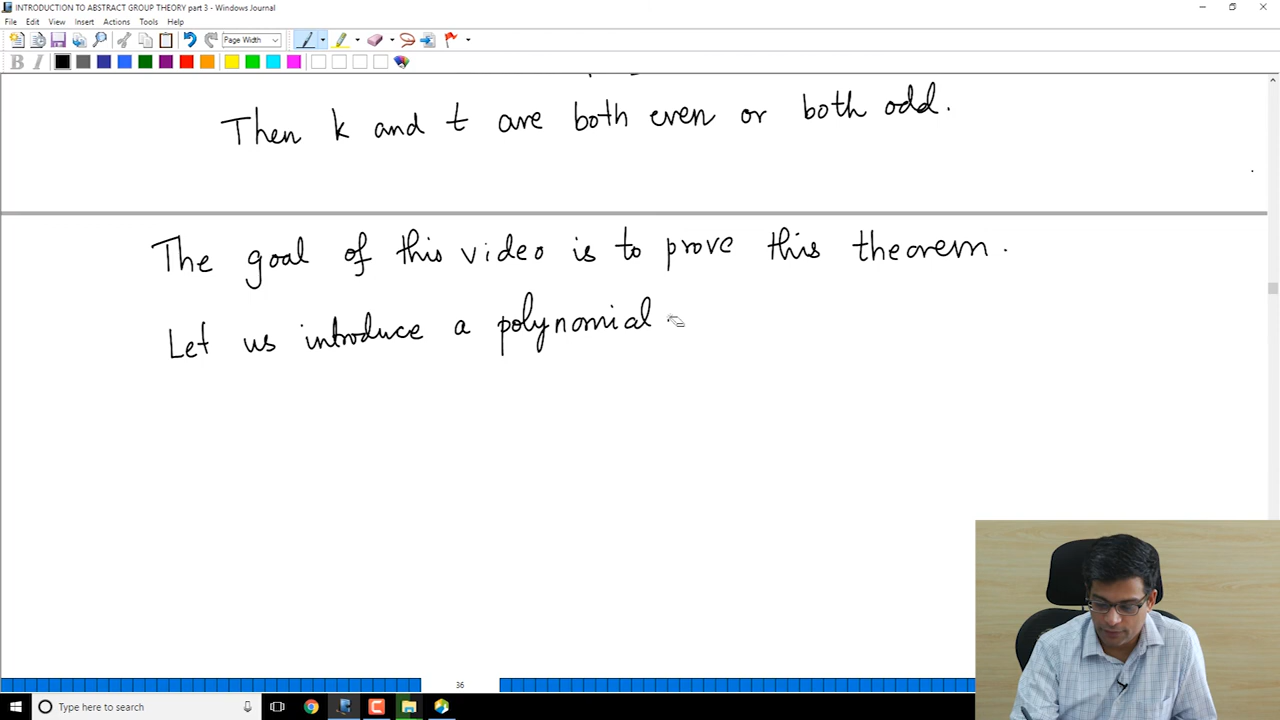 INTRODUCTION TO ABSTRACT GROUP THEORY part 3 - Windows Journal
File Edit View Insert Actions Tools Help
Page Width
B I
Then k and t are both even or both odd.
The goal of this video is to prove this theorem.
Let us introduce a polynomial
36
Type here to search